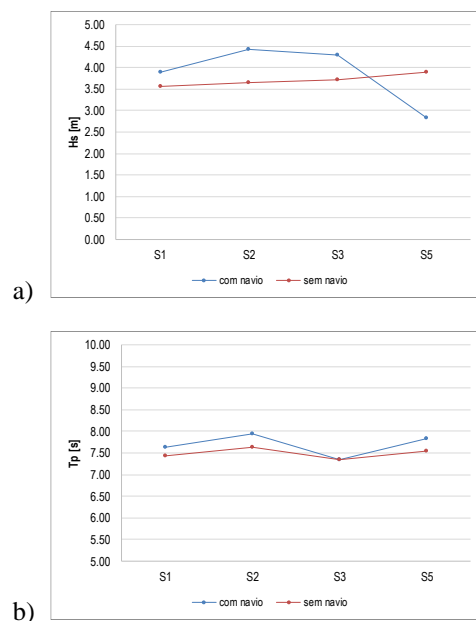 5.00
4.50
4.00
3.50
3.00
2.50
2.00
1.50
1.00
0.50
0.00
Hs [m]
S1 S2 S3 S5
com navio sem navio
a)
10.00
9.50
9.00
8.50
8.00
7.50
7.00
6.50
6.00
5.50
5.00
Tp [s]
S1 S2 S3 S5
com navio sem navio
b)